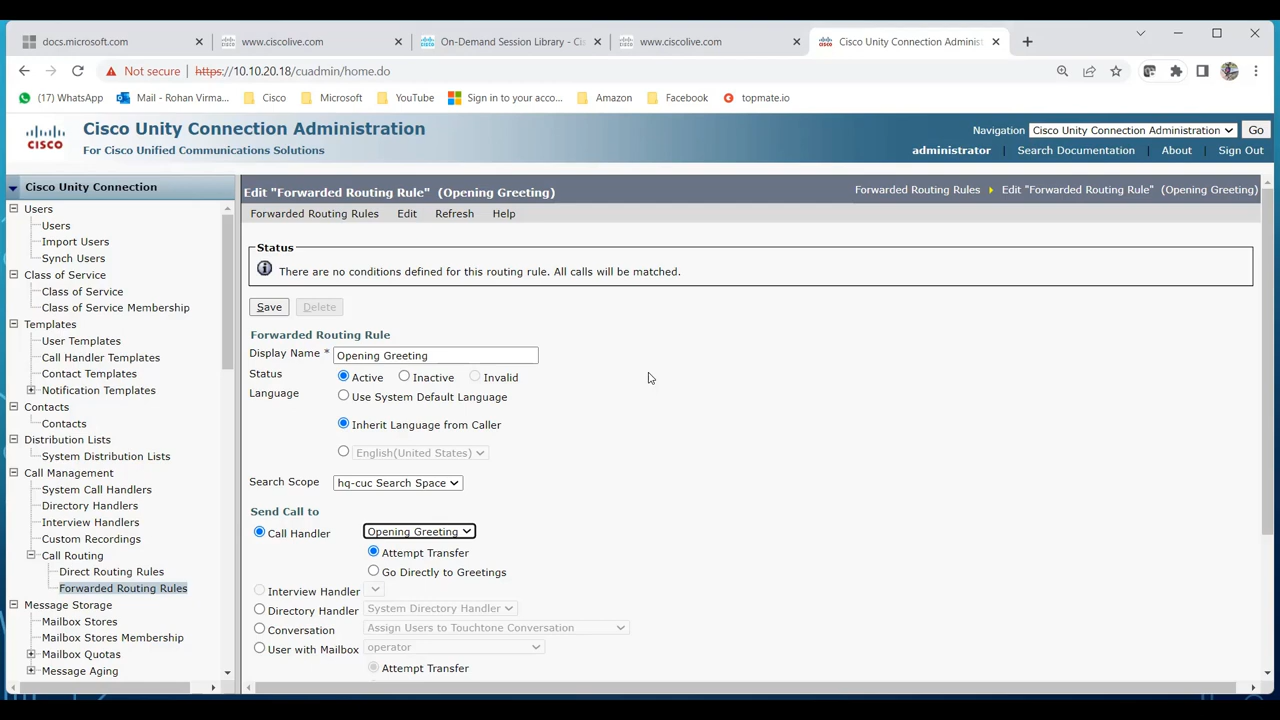 docs.microsoft.com
www.ciscolive.com
On-Demand Session Library - Cis
www.ciscolive.com
Cisco Unity Connection Administ
Not secure https://10.10.20.18/cuadmin/home.do
(17) WhatsApp Mail - Rohan Virma... Cisco Microsoft YouTube Sign in to your acco... Amazon Facebook topmate.io
cisco
Cisco Unity Connection Administration
For Cisco Unified Communications Solutions
Navigation Cisco Unity Connection Administration Go
administrator Search Documentation About Sign Out
Cisco Unity Connection
Users
Users
Import Users
Synch Users
Class of Service
Class of Service
Class of Service Membership
Templates
User Templates
Call Handler Templates
Contact Templates
Notification Templates
Contacts
Contacts
Distribution Lists
System Distribution Lists
Call Management
System Call Handlers
Directory Handlers
Interview Handlers
Custom Recordings
Call Routing
Direct Routing Rules
Forwarded Routing Rules
Message Storage
Mailbox Stores
Mailbox Stores Membership
Mailbox Quotas
Message Aging
Edit "Forwarded Routing Rule" (Opening Greeting)
Forwarded Routing Rules Edit "Forwarded Routing Rule" (Opening Greeting)
Forwarded Routing Rules Edit Refresh Help
Status
There are no conditions defined for this routing rule. All calls will be matched.
Save Delete
Forwarded Routing Rule
Display Name * Opening Greeting
Status Active Inactive Invalid
Language Use System Default Language
Inherit Language from Caller
English(United States)
Search Scope hq-cuc Search Space
Send Call to
Call Handler Opening Greeting
Attempt Transfer
Go Directly to Greetings
Interview Handler
Directory Handler System Directory Handler
Conversation Assign Users to Touchtone Conversation
User with Mailbox operator
Attempt Transfer